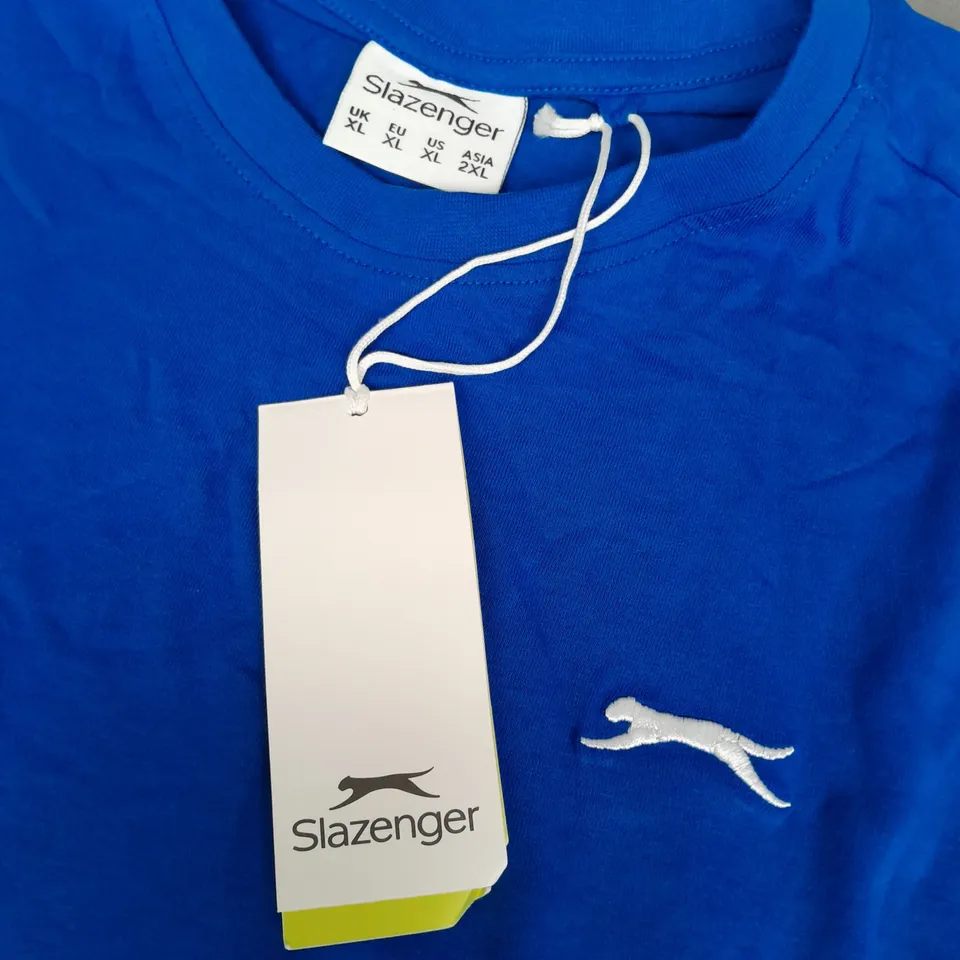 Slazenger
UK EU US ASIA
XL XL XL 2XL
Slazenger